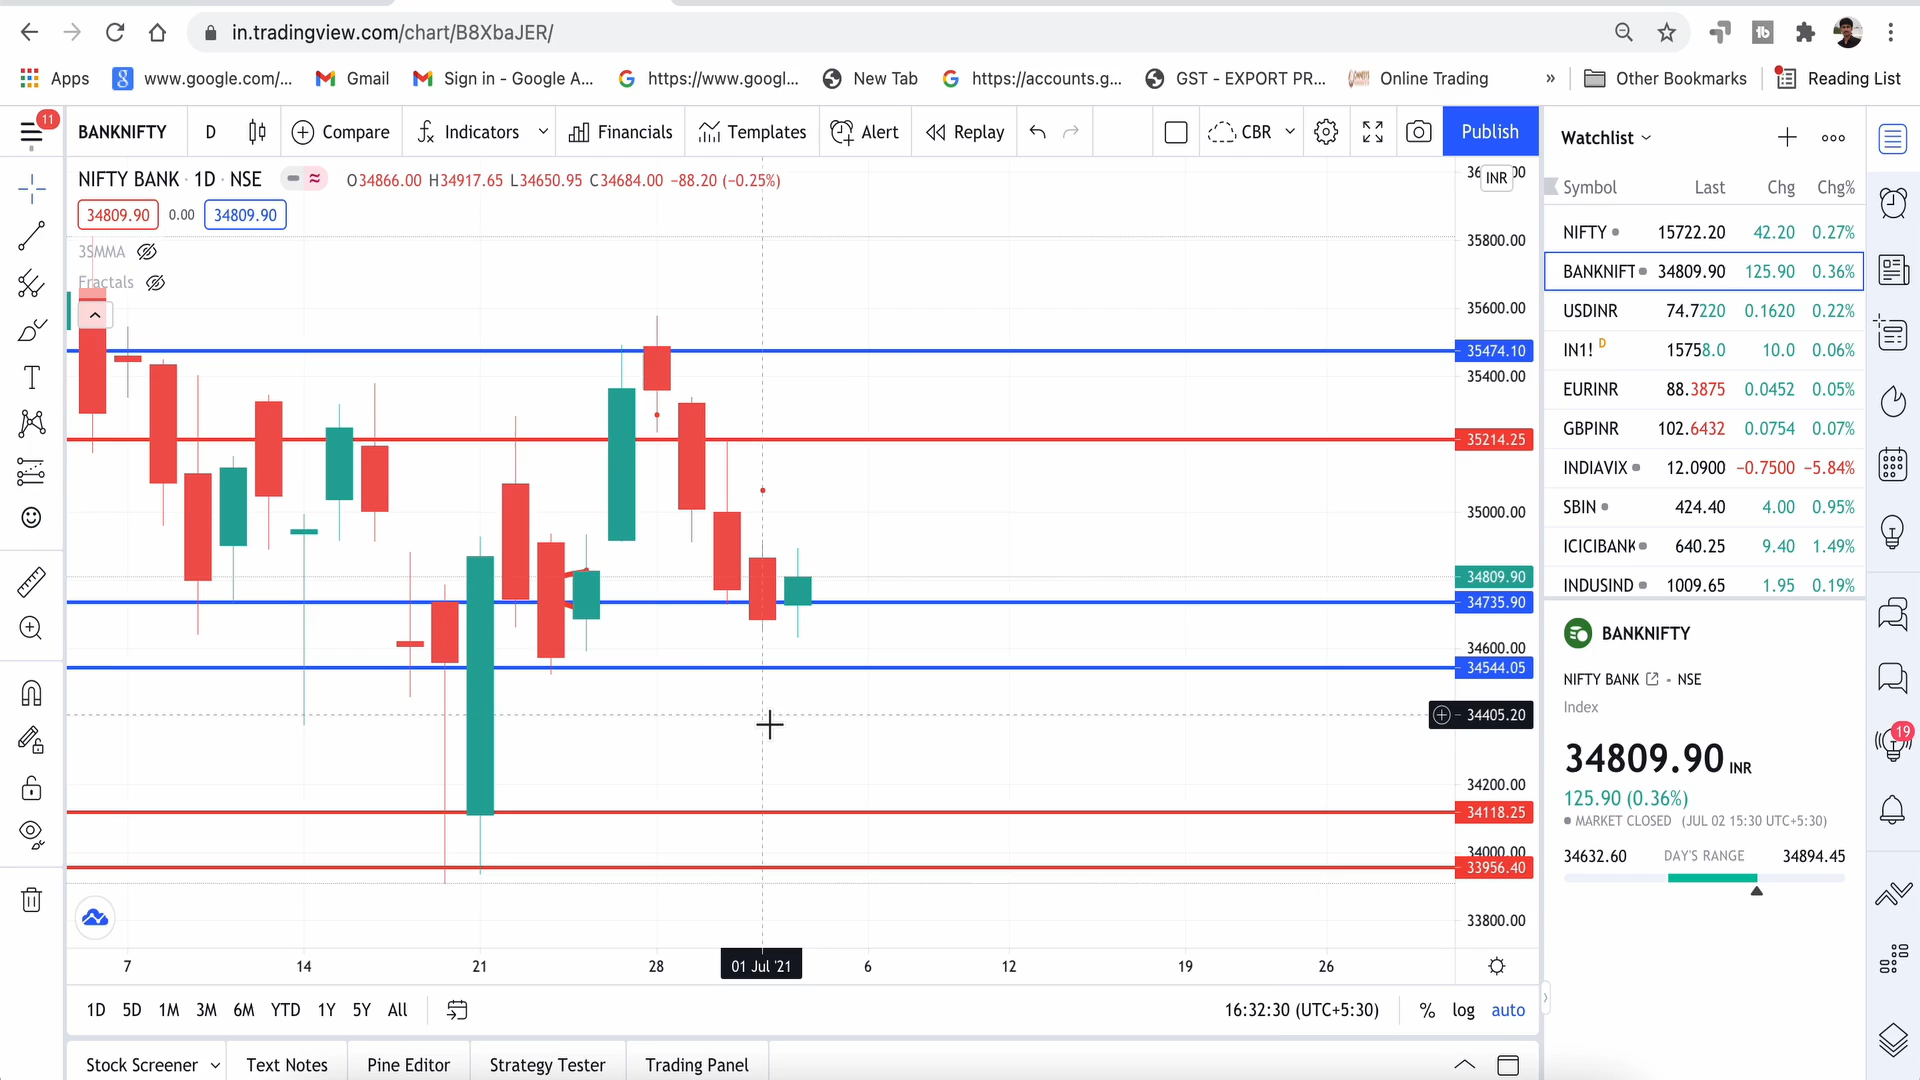 in.tradingview.com/chart/B8XbaJER/
Apps
www.google.com/...
Gmail
Sign in - Google A...
https://www.googl...
New Tab
https://accounts.g...
GST - EXPORT PR...
Online Trading
»
Other Bookmarks
Reading List
11
BANKNIFTY
D
Compare
Indicators
Financials
Templates
Alert
Replay
CBR
Publish
NIFTY BANK · 1D · NSE
O34866.00 H34917.65 L34650.95 C34684.00 −88.20 (−0.25%)
34809.90 0.00 34809.90
3SMMA
Fractals
INR
35800.00
35600.00
35474.10
35400.00
35214.25
35000.00
34809.90
34735.90
34600.00
34544.05
34405.20
34200.00
34118.25
34000.00
33956.40
33800.00
7 14 21 28 01 Jul '21 6 12 19 26
1D 5D 1M 3M 6M YTD 1Y 5Y All
16:32:30 (UTC+5:30)
% log auto
Stock Screener
Text Notes
Pine Editor
Strategy Tester
Trading Panel
Watchlist
Symbol Last Chg Chg%
NIFTY 15722.20 42.20 0.27%
BANKNIFT 34809.90 125.90 0.36%
USDINR 74.7220 0.1620 0.22%
IN1! D 15758.0 10.0 0.06%
EURINR 88.3875 0.0452 0.05%
GBPINR 102.6432 0.0754 0.07%
INDIAVIX 12.0900 −0.7500 −5.84%
SBIN 424.40 4.00 0.95%
ICICIBANK 640.25 9.40 1.49%
INDUSIND 1009.65 1.95 0.19%
BANKNIFTY
NIFTY BANK - NSE
Index
34809.90 INR
125.90 (0.36%)
MARKET CLOSED (JUL 02 15:30 UTC+5:30)
34632.60 DAY'S RANGE 34894.45
19